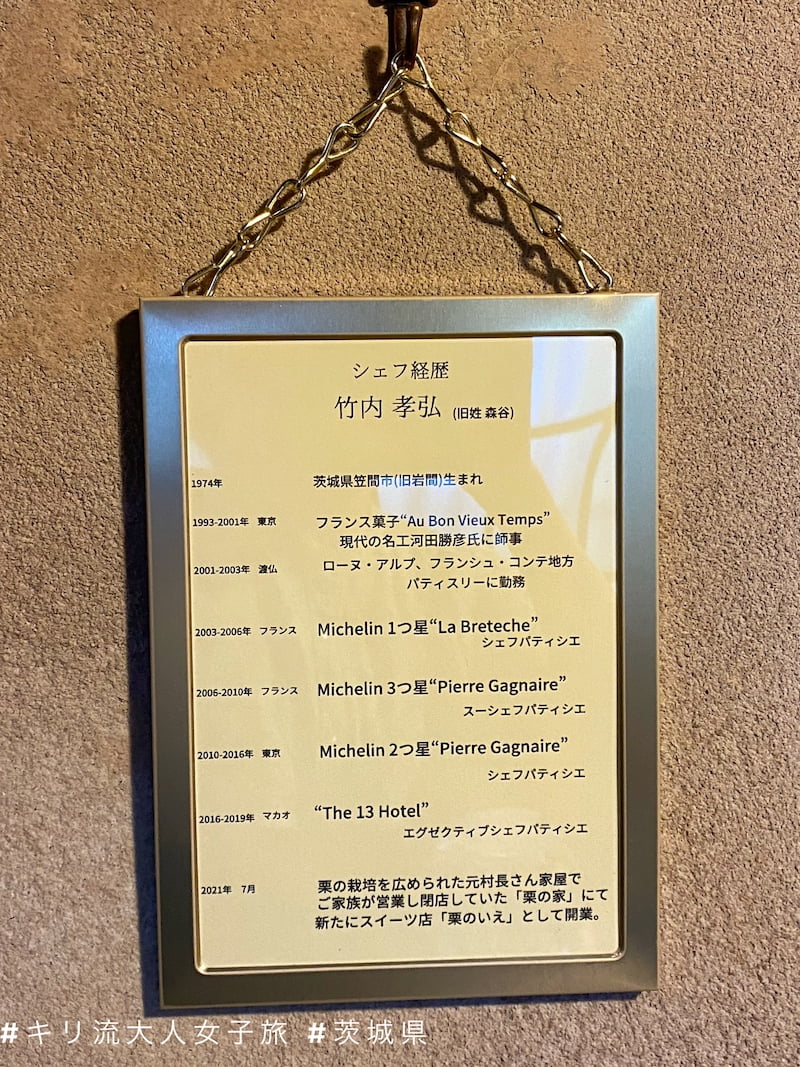 シェフ経歴
竹内 孝弘 (旧姓 森谷)
1974年 茨城県笠間市(旧岩間)生まれ
1993-2001年 東京 フランス菓子“Au Bon Vieux Temps”
現代の名工河田勝彦氏に師事
2001-2003年 渡仏 ローヌ・アルプ、フランシュ・コンテ地方
パティスリーに勤務
2003-2006年 フランス Michelin 1つ星“La Breteche”
シェフパティシエ
2006-2010年 フランス Michelin 3つ星“Pierre Gagnaire”
スーシェフパティシエ
2010-2016年 東京 Michelin 2つ星“Pierre Gagnaire”
シェフパティシエ
2016-2019年 マカオ “The 13 Hotel”
エグゼクティブシェフパティシエ
2021年 7月 栗の栽培を広められた元村長さん家屋で
ご家族が営業し閉店していた「栗の家」にて
新たにスイーツ店「栗のいえ」として開業。
#キリ流大人女子旅 #茨城県